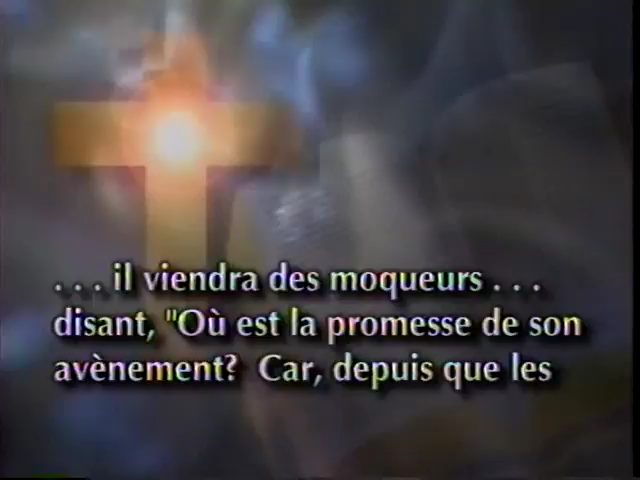 . . . il viendra des moqueurs . . .
disant, "Où est la promesse de son
avènement?  Car, depuis que les